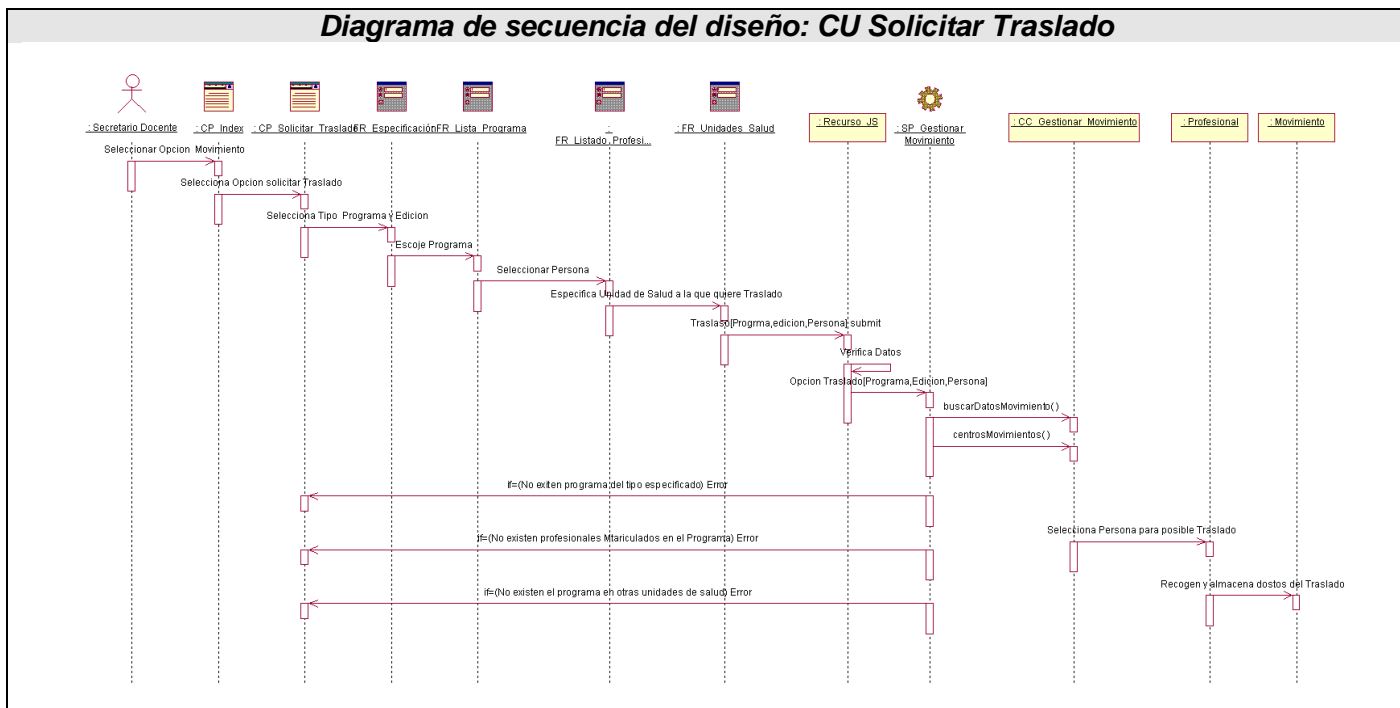 Diagrama de secuencia del diseño: CU Solicitar Traslado
: Secretario Docente
: CP_Index
: CP_Solicitar_Traslado
FR_Especificación
FR_Lista_Programa
:
FR_Listado_Profesi...
: FR_Unidades_Salud
: Recurso_JS
: SP_Gestionar_
Movimiento
: CC_Gestionar_Movimiento
: Profesional
: Movimiento
Seleccionar Opcion Movimiento
Selecciona Opcion solicitar Traslado
Selecciona Tipo Programa y Edicion
Escoje Programa
Seleccionar Persona
Especifica Unidad de Salud a la que quiere Traslado
Traslaso[Progrma,edicion,Persona] submit
Verifica Datos
Opcion Traslado[Programa,Edicion,Persona]
buscarDatosMovimiento( )
centrosMovimientos( )
if=(No exiten programa del tipo especificado) Error
Selecciona Persona para posible Traslado
if=(No existen profesionales Mtariculados en el Programa) Error
Recogen y almacena dostos del Traslado
if=(No existen el programa en otras unidades de salud) Error